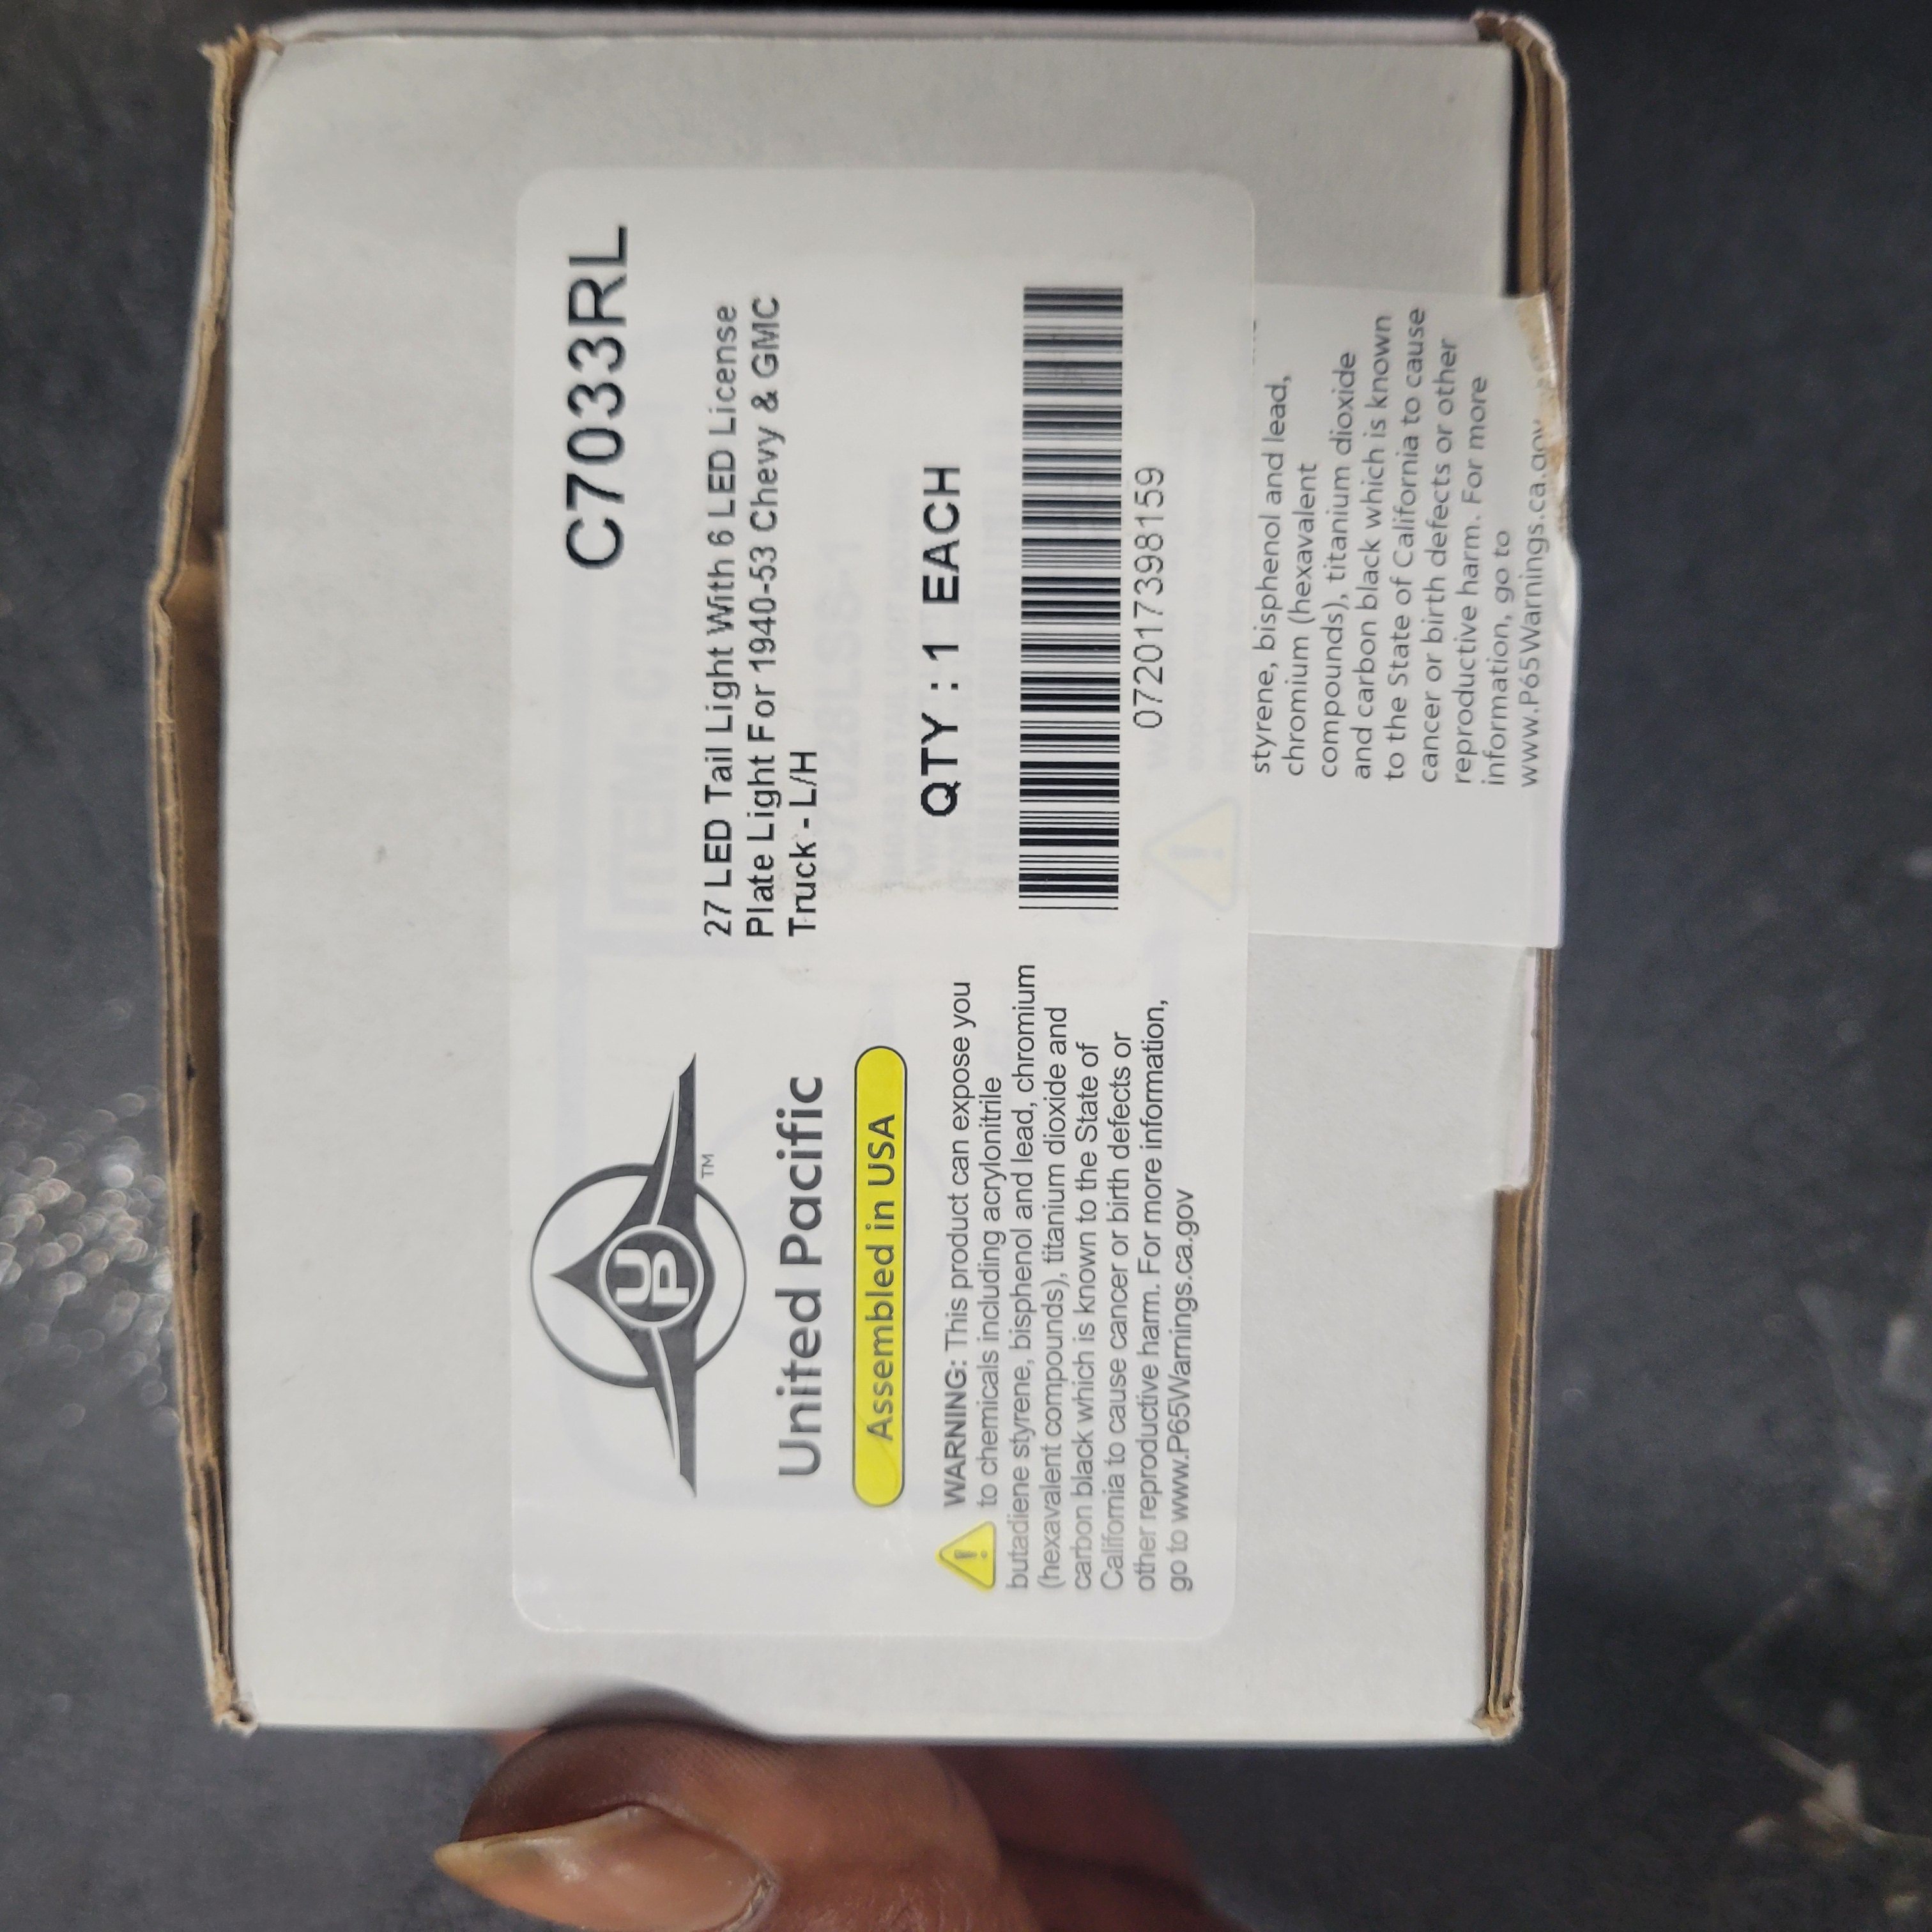 C7033RL
27 LED Tail Light With 6 LED License
Plate Light For 1940-53 Chevy & GMC
Truck - L/H
QTY : 1 EACH
072017398159
UP
TM
United Pacific
Assembled in USA
WARNING: This product can expose you
to chemicals including acrylonitrile
butadiene styrene, bisphenol and lead, chromium
(hexavalent compounds), titanium dioxide and
carbon black which is known to the State of
California to cause cancer or birth defects or
other reproductive harm. For more information,
go to www.P65Warnings.ca.gov
styrene, bisphenol and lead,
chromium (hexavalent
compounds), titanium dioxide
and carbon black which is known
to the State of California to cause
cancer or birth defects or other
reproductive harm. For more
information, go to
www.P65Warnings.ca.gov